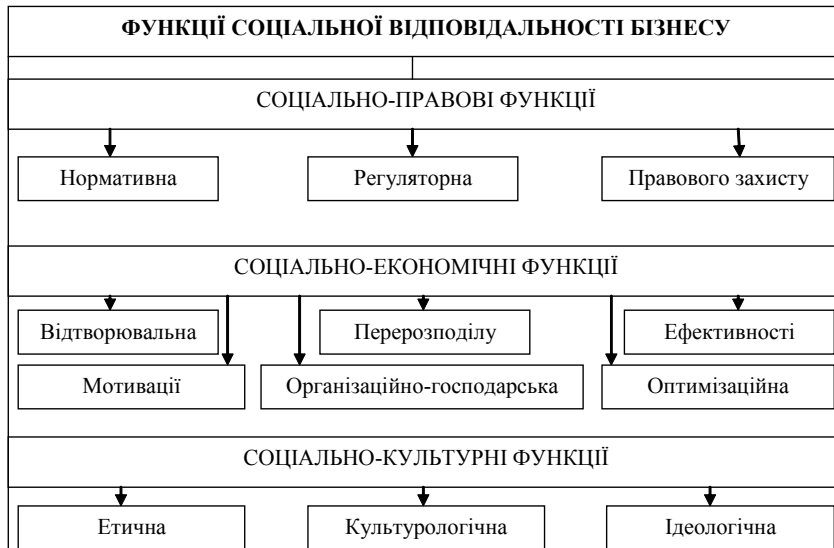 ФУНКЦІЇ СОЦІАЛЬНОЇ ВІДПОВІДАЛЬНОСТІ БІЗНЕСУ
СОЦІАЛЬНО-ПРАВОВІ ФУНКЦІЇ
Нормативна
Регуляторна
Правового захисту
СОЦІАЛЬНО-ЕКОНОМІЧНІ ФУНКЦІЇ
Відтворювальна
Перерозподілу
Ефективності
Мотивації
Організаційно-господарська
Оптимізаційна
СОЦІАЛЬНО-КУЛЬТУРНІ ФУНКЦІЇ
Етична
Культурологічна
Ідеологічна